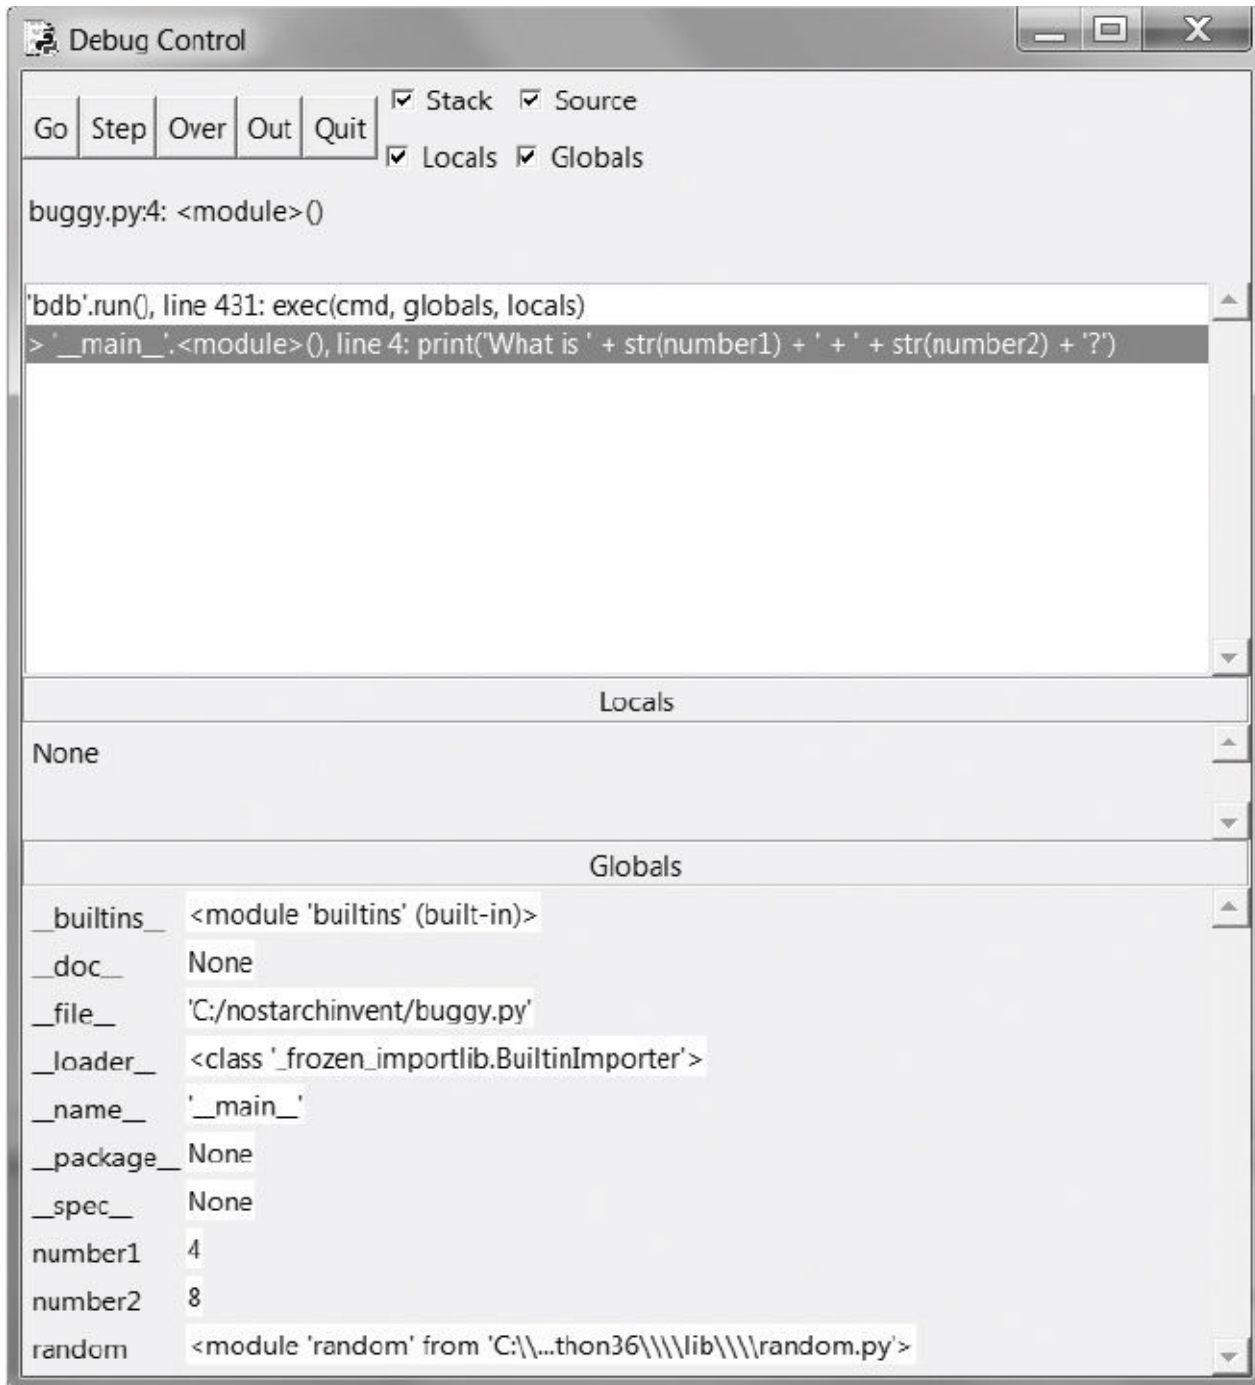 Debug Control
Go Step Over Out Quit
Stack Source
Locals Globals
buggy.py:4: <module>()
'bdb'.run(), line 431: exec(cmd, globals, locals)
> '__main__'.<module>(), line 4: print('What is ' + str(number1) + ' + ' + str(number2) + '?')
Locals
None
Globals
__builtins__ <module 'builtins' (built-in)>
__doc__ None
__file__ 'C:/nostarchinvent/buggy.py'
__loader__ <class '_frozen_importlib.BuiltinImporter'>
__name__ '__main__'
__package__ None
__spec__ None
number1 4
number2 8
random <module 'random' from 'C:\\...thon36\\\\lib\\\\random.py'>